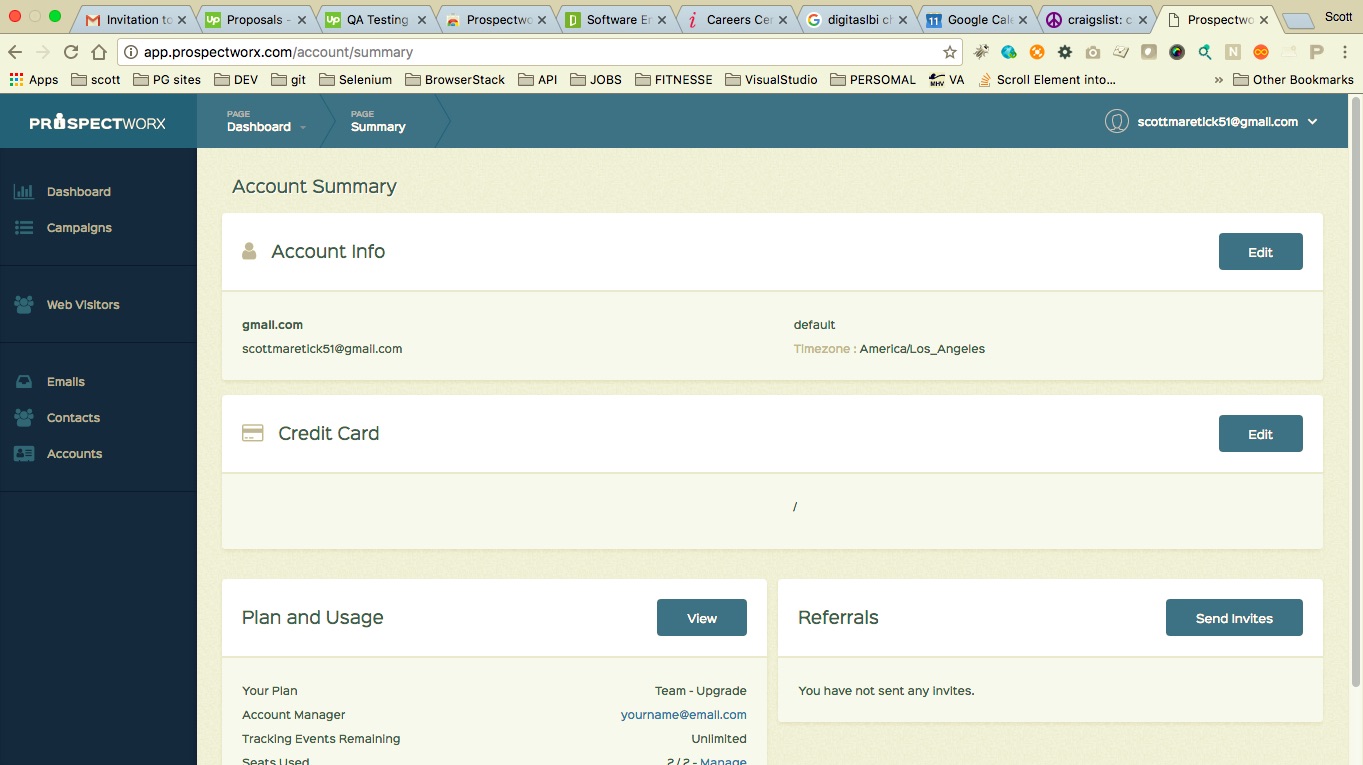 Invitation to
Proposals -
QA Testing
Prospectwo
Software En
Careers Cen
digitaslbi ch
Google Cale
craigslist: c
Prospectwo
Scott
app.prospectworx.com/account/summary
Apps
scott
PG sites
DEV
git
Selenium
BrowserStack
API
JOBS
FITNESSE
VisualStudio
PERSOMAL
VA
Scroll Element into...
»
Other Bookmarks
PROSPECTWORX
PAGE
Dashboard
PAGE
Summary
scottmaretick51@gmail.com
Dashboard
Campaigns
Web Visitors
Emails
Contacts
Accounts
Account Summary
Account Info
Edit
gmail.com
default
scottmaretick51@gmail.com
Timezone : America/Los_Angeles
Credit Card
Edit
/
Plan and Usage
View
Your Plan
Team - Upgrade
Account Manager
yourname@email.com
Tracking Events Remaining
Unlimited
Seats Used
2 / 2 - Manage
Referrals
Send Invites
You have not sent any invites.